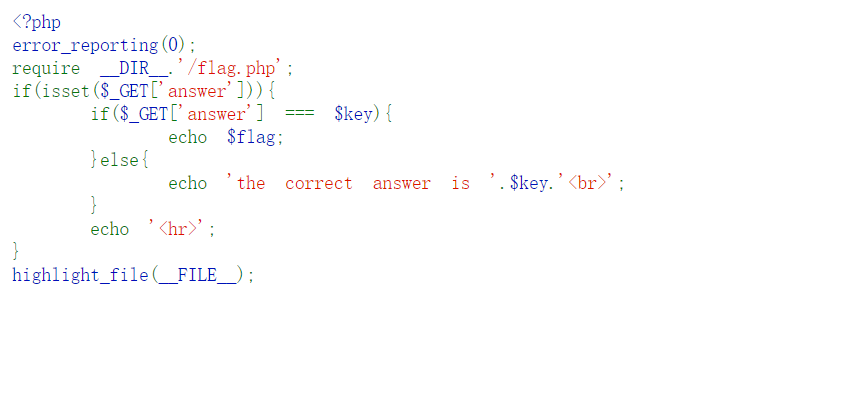 <?php
error_reporting(0);
require __DIR__.'/flag.php';
if(isset($_GET['answer'])){
        if($_GET['answer'] === $key){
                echo $flag;
        }else{
                echo 'the correct answer is '.$key.'<br>';
        }
        echo '<hr>';
}
highlight_file(__FILE__);